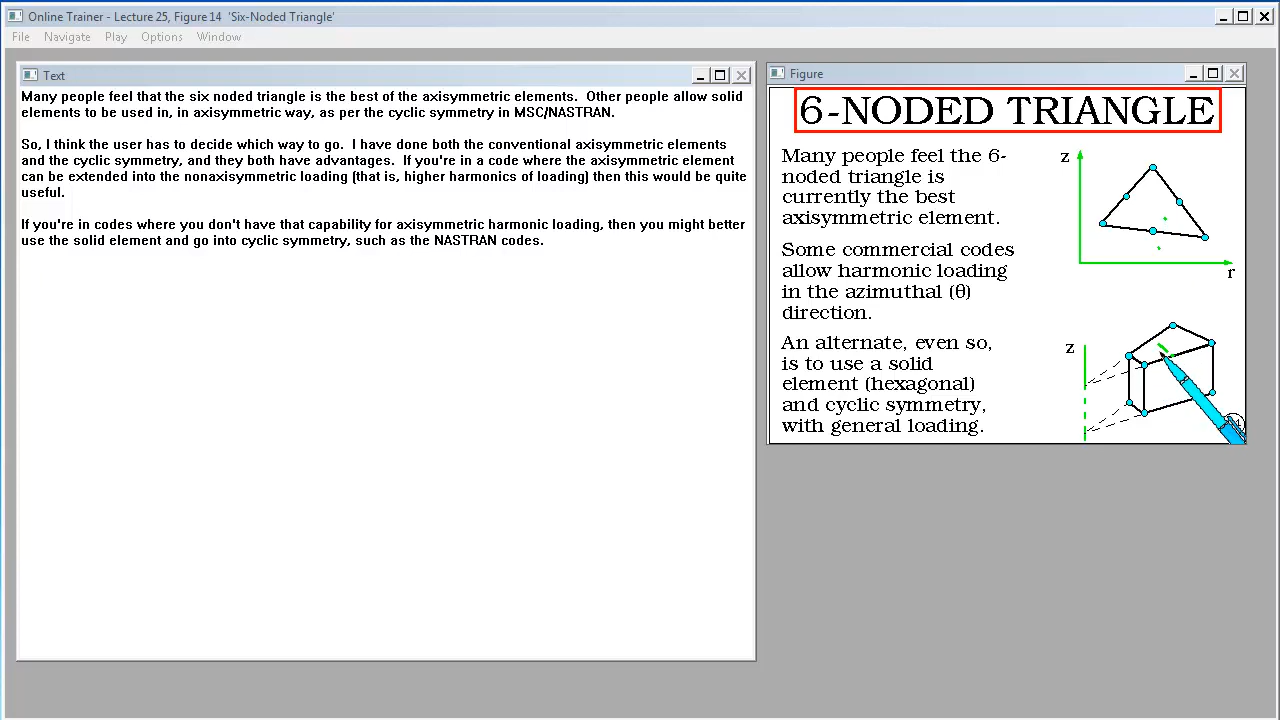 Online Trainer - Lecture 25, Figure 14 'Six-Noded Triangle'
File Navigate Play Options Window
Text
Many people feel that the six noded triangle is the best of the axisymmetric elements. Other people allow solid
elements to be used in, in axisymmetric way, as per the cyclic symmetry in MSC/NASTRAN.
So, I think the user has to decide which way to go. I have done both the conventional axisymmetric elements
and the cyclic symmetry, and they both have advantages. If you're in a code where the axisymmetric element
can be extended into the nonaxisymmetric loading (that is, higher harmonics of loading) then this would be quite
useful.
If you're in codes where you don't have that capability for axisymmetric harmonic loading, then you might better
use the solid element and go into cyclic symmetry, such as the NASTRAN codes.
Figure
6-NODED TRIANGLE
Many people feel the 6-
noded triangle is
currently the best
axisymmetric element.
Some commercial codes
allow harmonic loading
in the azimuthal (θ)
direction.
An alternate, even so,
is to use a solid
element (hexagonal)
and cyclic symmetry,
with general loading.
z
r
z